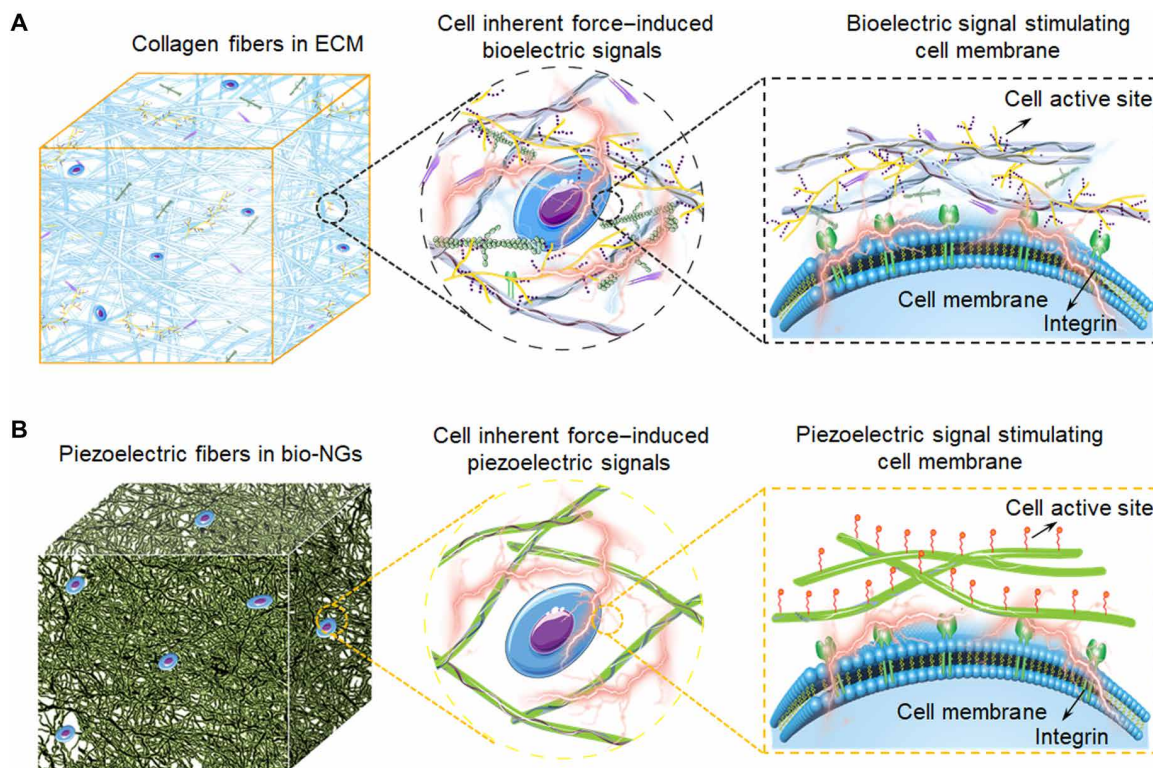 A
Collagen fibers in ECM
Cell inherent force–induced
bioelectric signals
Bioelectric signal stimulating
cell membrane
Cell active site
Cell membrane
Integrin
B
Piezoelectric fibers in bio-NGs
Cell inherent force–induced
piezoelectric signals
Piezoelectric signal stimulating
cell membrane
Cell active site
Cell membrane
Integrin